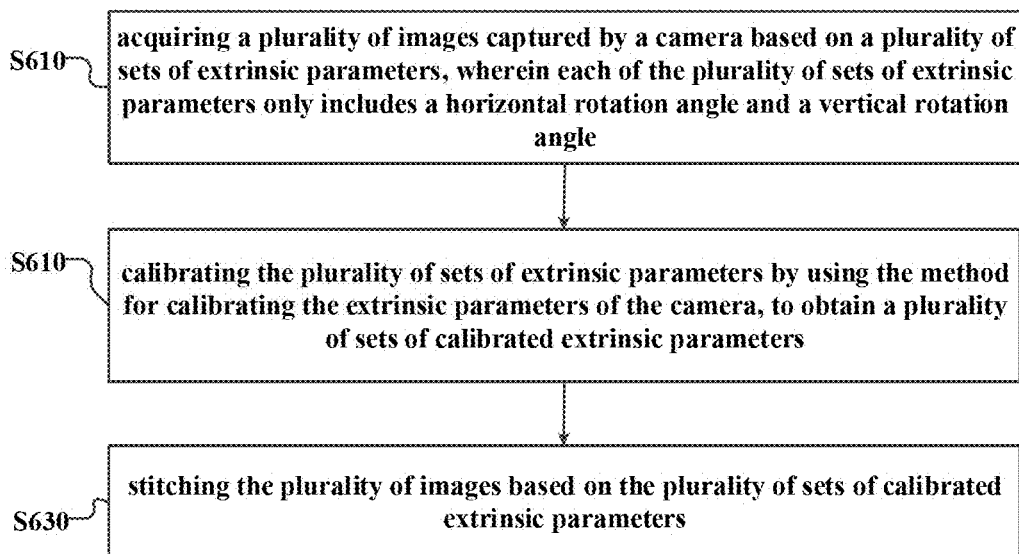 S610
acquiring a plurality of images captured by a camera based on a plurality of
sets of extrinsic parameters, wherein each of the plurality of sets of extrinsic
parameters only includes a horizontal rotation angle and a vertical rotation
angle
S610
calibrating the plurality of sets of extrinsic parameters by using the method
for calibrating the extrinsic parameters of the camera, to obtain a plurality
of sets of calibrated extrinsic parameters
stitching the plurality of images based on the plurality of sets of calibrated
extrinsic parameters
S630